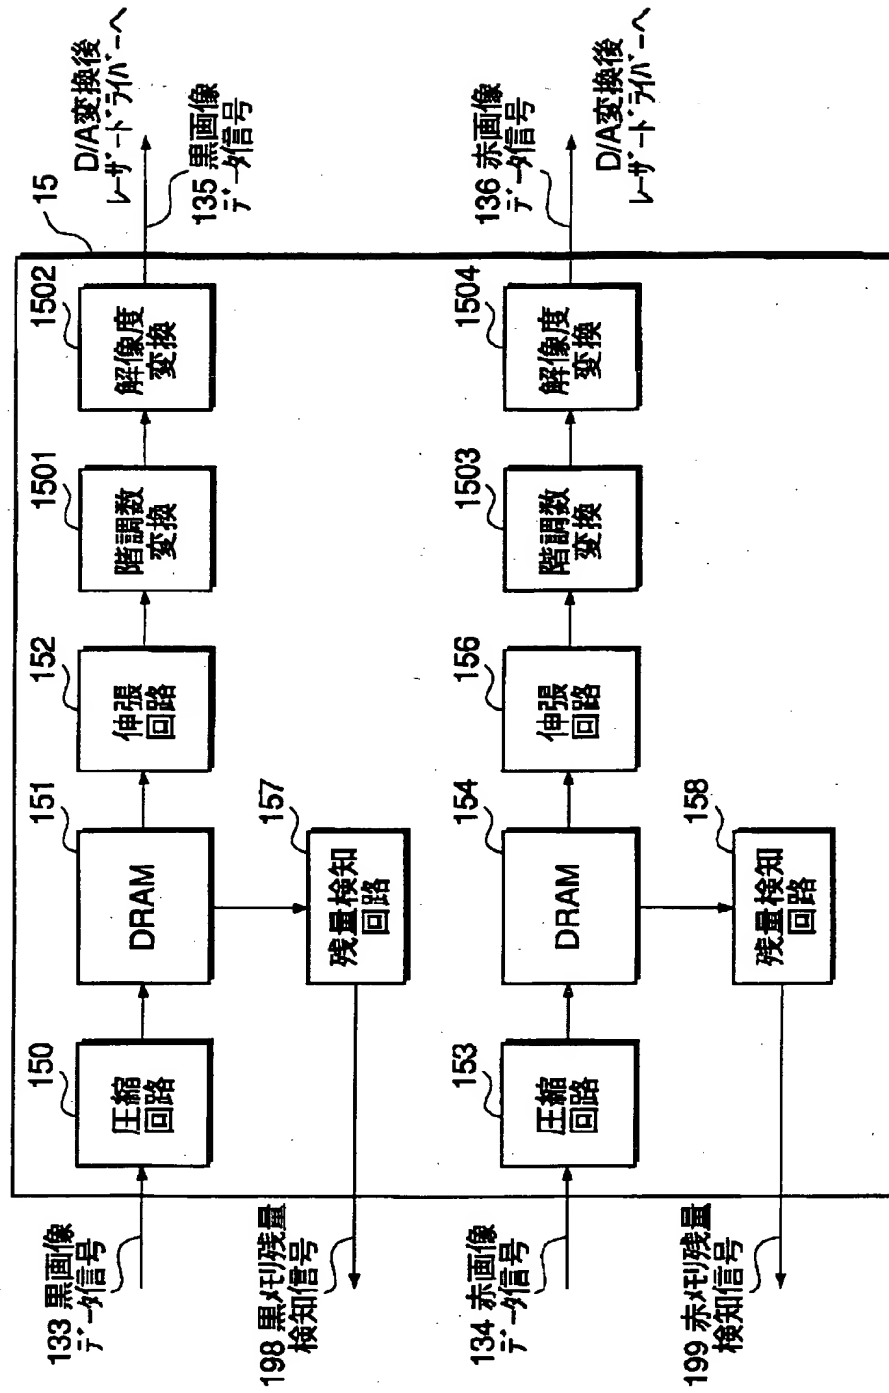 133 黒画像
データ信号
150
圧縮
回路
151
DRAM
152
伸張
回路
1501
階調数
変換
1502
解像度
変換
15
D/A変換後
レーザードライバーへ
135 黒画像
データ信号
198 黒メモリ残量
検知信号
157
残量検知
回路
134 赤画像
データ信号
153
圧縮
回路
154
DRAM
156
伸張
回路
1503
階調数
変換
1504
解像度
変換
136 赤画像
データ信号
D/A変換後
レーザードライバーへ
199 赤メモリ残量
検知信号
158
残量検知
回路